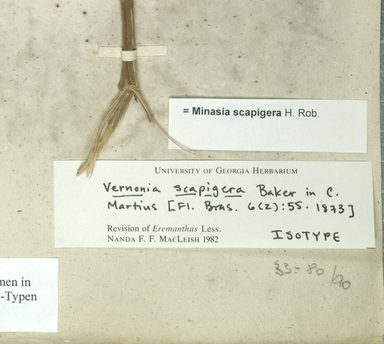 = Minasia scapigera H. Rob.
UNIVERSITY OF GEORGIA HERBARIUM
Vernonia scapigera Baker in C.
Martius [Fl. Bras. 6(2):55. 1873]
Revision of Eremanthus Less.
NANDA F. F. MACLEISH 1982
ISOTYPE
men in
-Typen